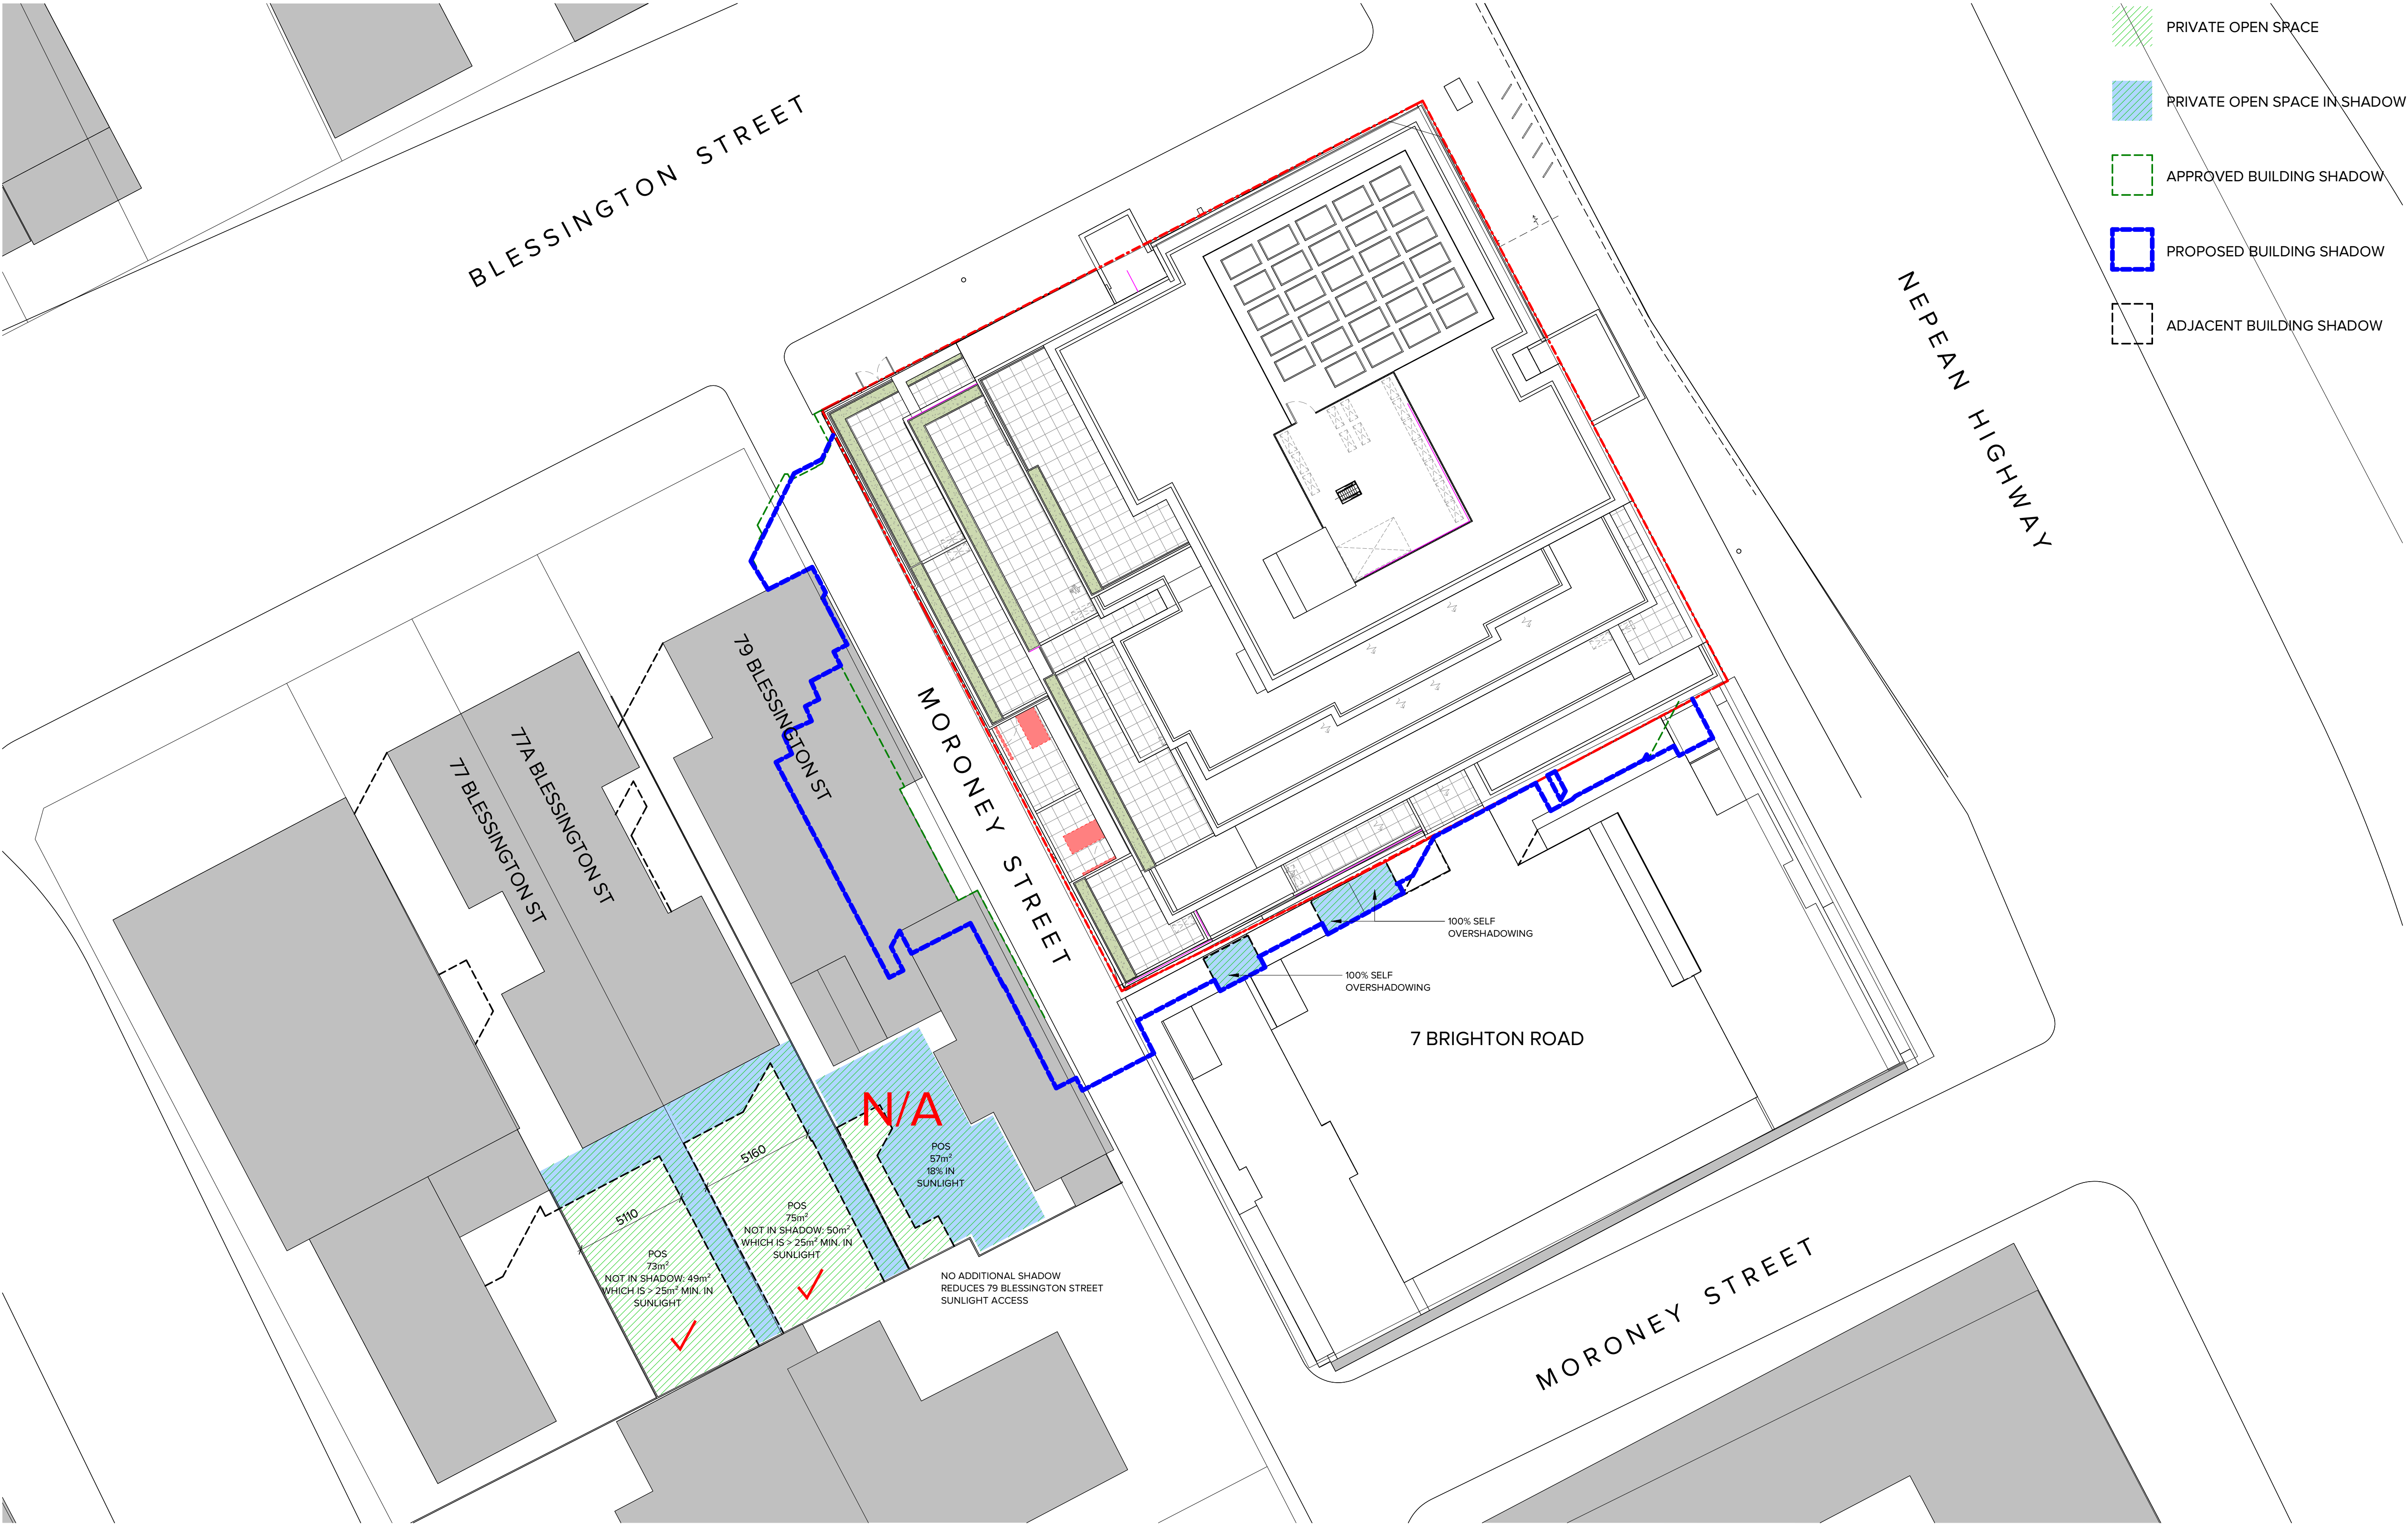 PRIVATE OPEN SPACE
PRIVATE OPEN SPACE IN SHADOW
APPROVED BUILDING SHADOW
PROPOSED BUILDING SHADOW
ADJACENT BUILDING SHADOW
BLESSINGTON STREET
NEPEAN HIGHWAY
MORONEY STREET
79 BLESSINGTON ST
77A BLESSINGTON ST
77 BLESSINGTON ST
100% SELF
OVERSHADOWING
100% SELF
OVERSHADOWING
7 BRIGHTON ROAD
N/A
POS
57m²
18% IN
SUNLIGHT
5160
POS
75m²
NOT IN SHADOW: 50m²
WHICH IS > 25m² MIN. IN
SUNLIGHT
5110
POS
73m²
NOT IN SHADOW: 49m²
WHICH IS > 25m² MIN. IN
SUNLIGHT
NO ADDITIONAL SHADOW
REDUCES 79 BLESSINGTON STREET
SUNLIGHT ACCESS
MORONEY STREET